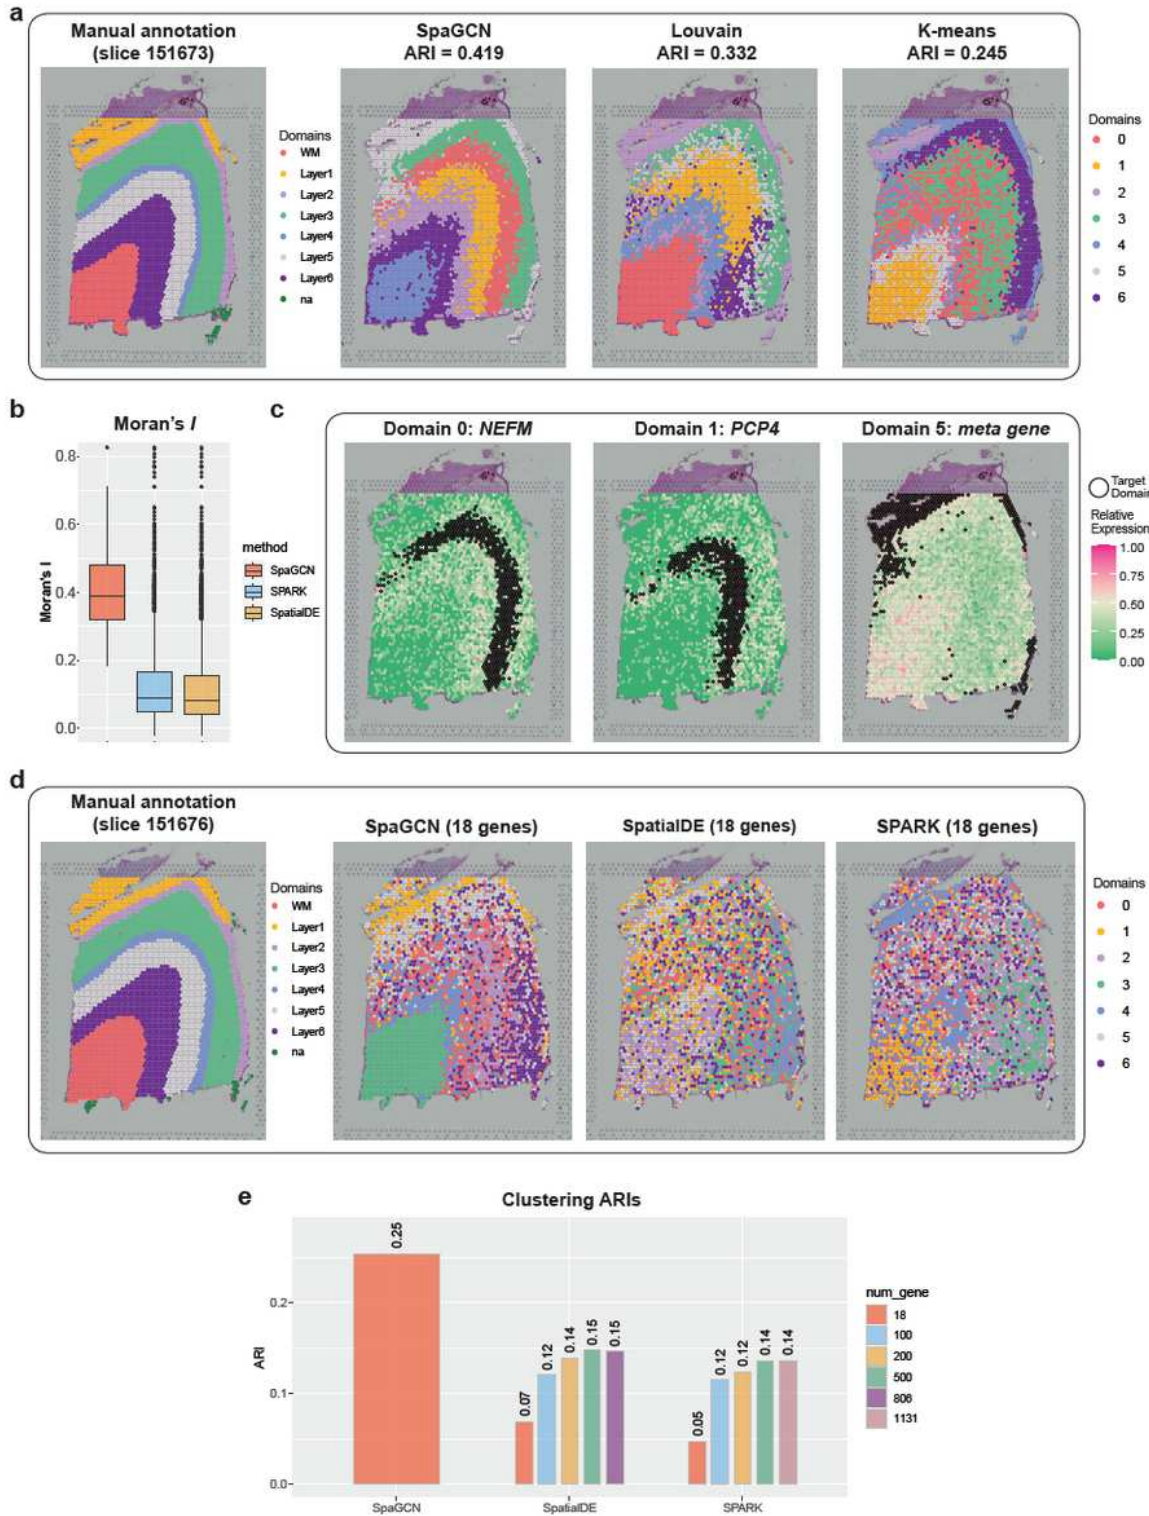 a
Manual annotation
(slice 151673)
SpaGCN
ARI = 0.419
Louvain
ARI = 0.332
K-means
ARI = 0.245
Domains
WM
Layer1
Layer2
Layer3
Layer4
Layer5
Layer6
na
Domains
0
1
2
3
4
5
6
b
Moran's I
Moran's I
0.8
0.6
0.4
0.2
0.0
method
SpaGCN
SPARK
SpatialDE
c
Domain 0: NEFM
Domain 1: PCP4
Domain 5: meta gene
Target
Domain
Relative
Expression
1.00
0.75
0.50
0.25
0.00
d
Manual annotation
(slice 151676)
SpaGCN (18 genes)
SpatialDE (18 genes)
SPARK (18 genes)
Domains
WM
Layer1
Layer2
Layer3
Layer4
Layer5
Layer6
na
Domains
0
1
2
3
4
5
6
e
Clustering ARIs
ARI
0.2
0.1
0.0
0.25
0.07
0.12
0.14
0.15
0.15
0.05
0.12
0.12
0.14
0.14
SpaGCN
SpatialDE
SPARK
num_gene
18
100
200
500
806
1131